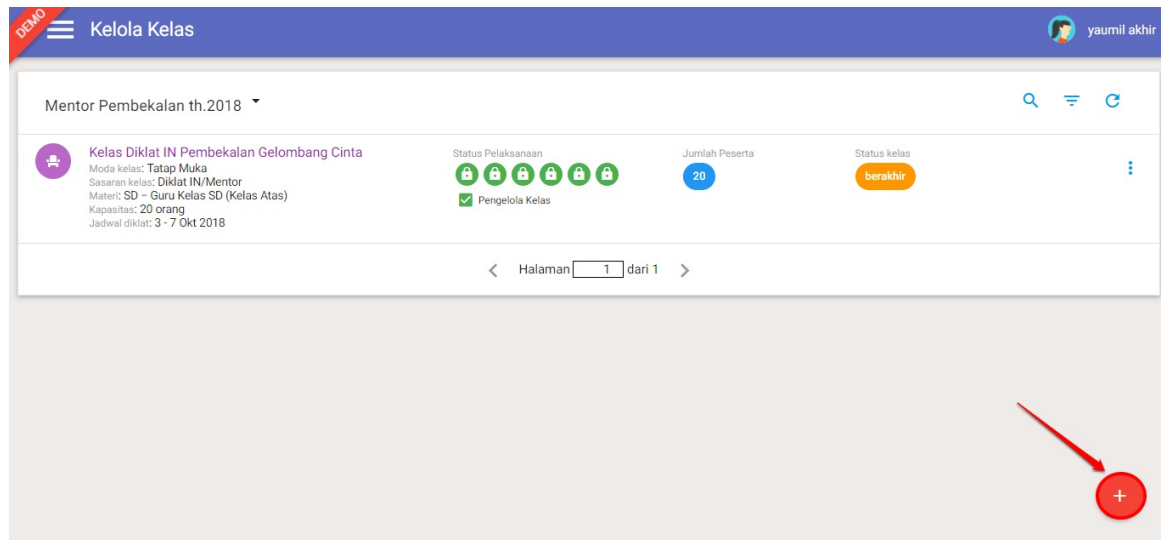 DEMO
Kelola Kelas
yaumil akhir
Mentor Pembekalan th.2018
Kelas Diklat IN Pembekalan Gelombang Cinta
Moda kelas: Tatap Muka
Sasaran kelas: Diklat IN/Mentor
Materi: SD – Guru Kelas SD (Kelas Atas)
Kapasitas: 20 orang
Jadwal diklat: 3 - 7 Okt 2018
Status Pelaksanaan
Pengelola Kelas
Jumlah Peserta
20
Status kelas
berakhir
Halaman 1 dari 1
+